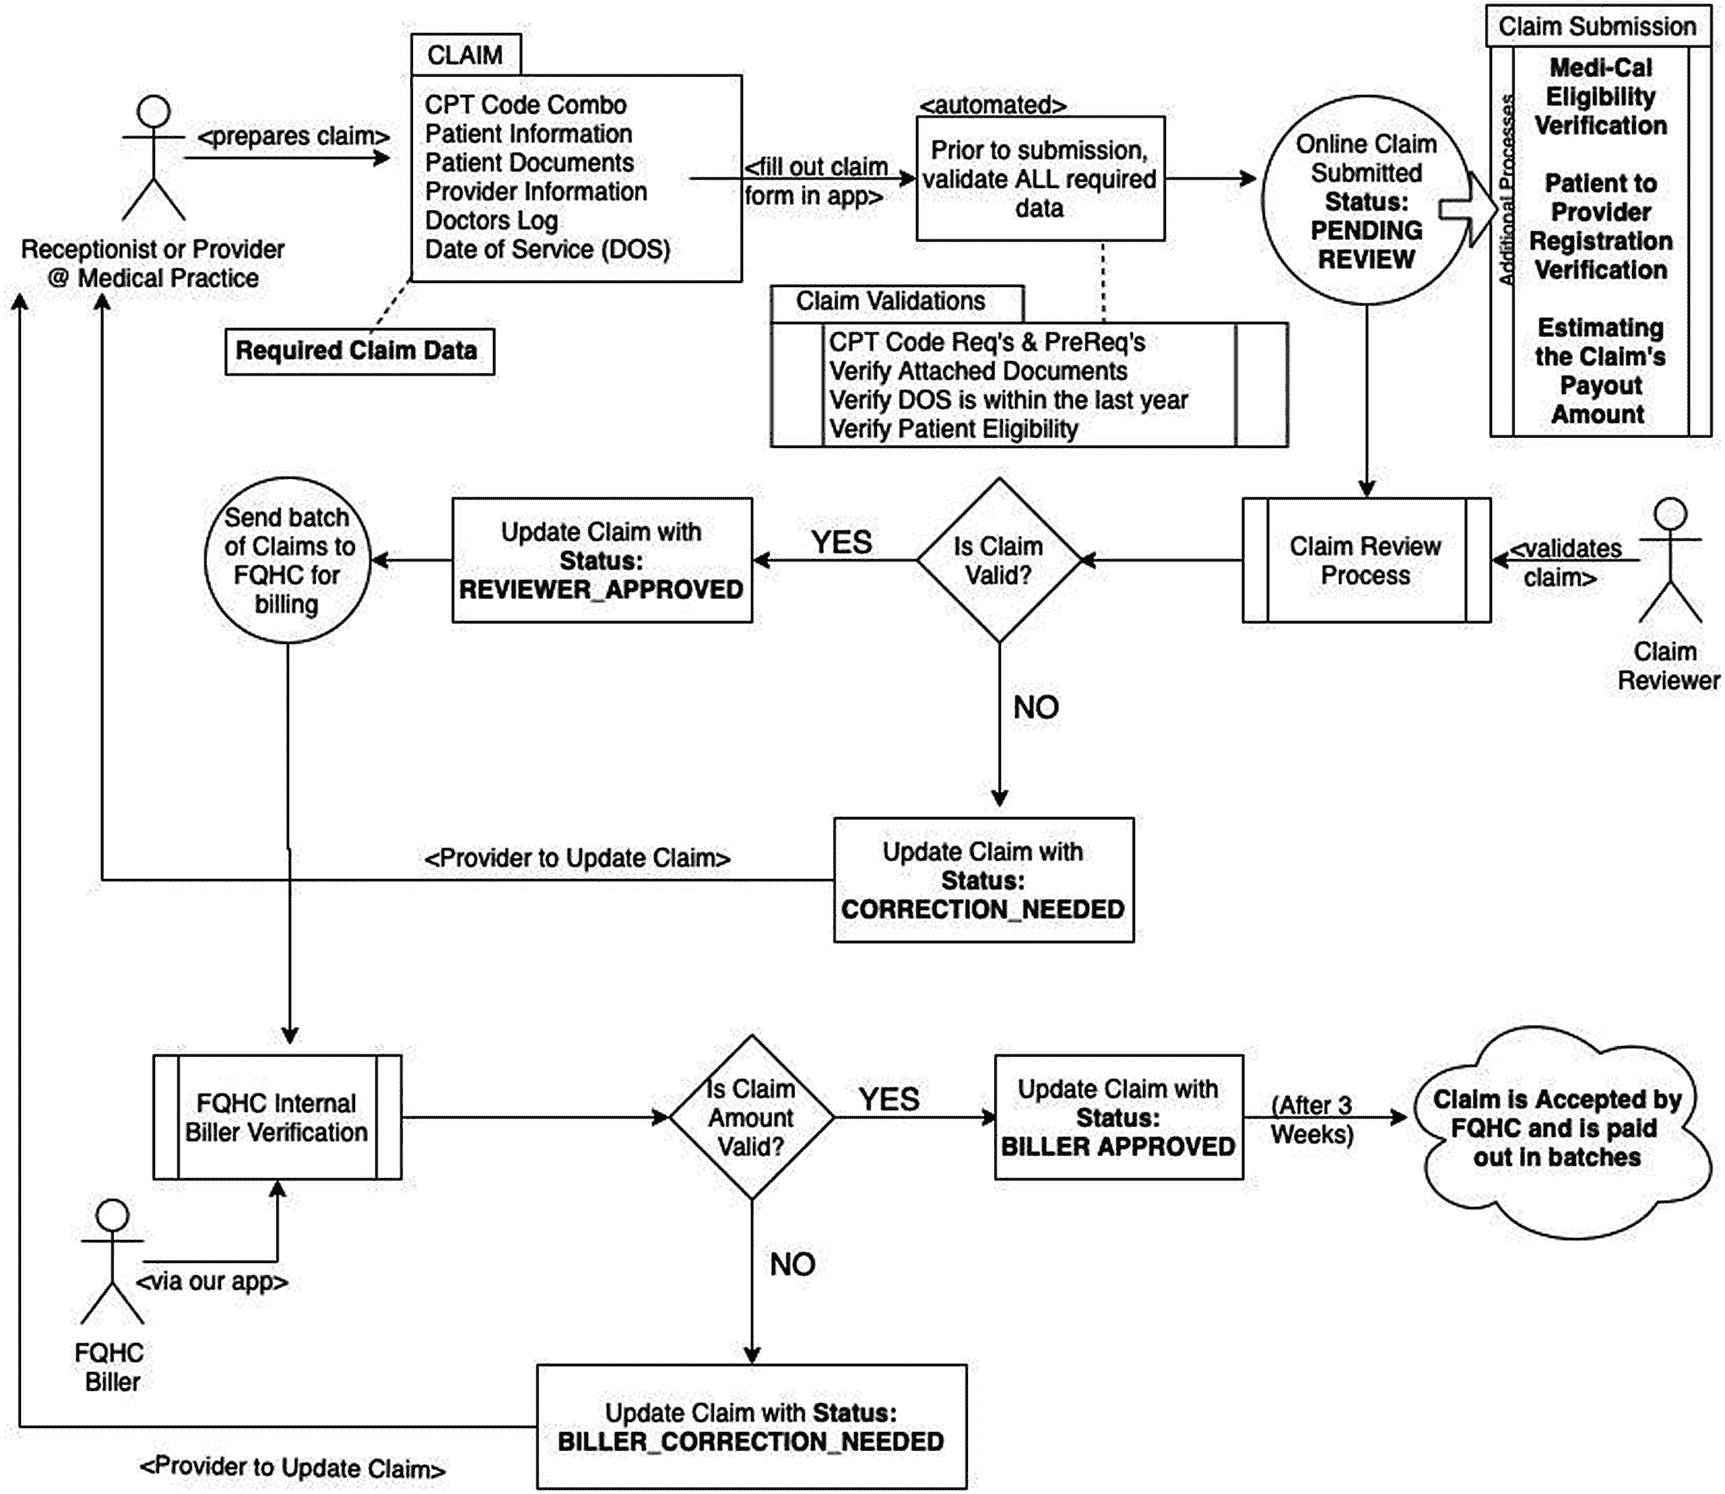 CLAIM
CPT Code Combo
Patient Information
Patient Documents
Provider Information
Doctors Log
Date of Service (DOS)
<prepares claim>
Receptionist or Provider
@ Medical Practice
Required Claim Data
<fill out claim
form in app>
<automated>
Prior to submission,
validate ALL required
data
Claim Validations
CPT Code Req's & PreReq's
Verify Attached Documents
Verify DOS is within the last year
Verify Patient Eligibility
Online Claim
Submitted
Status:
PENDING
REVIEW
Claim Submission
Additional Processes
Medi-Cal
Eligibility
Verification
Patient to
Provider
Registration
Verification
Estimating
the Claim's
Payout
Amount
<validates
claim>
Claim
Reviewer
Claim Review
Process
Is Claim
Valid?
YES
Update Claim with
Status:
REVIEWER_APPROVED
Send batch
of Claims to
FQHC for
billing
NO
Update Claim with
Status:
CORRECTION_NEEDED
<Provider to Update Claim>
FQHC Internal
Biller Verification
<via our app>
FQHC
Biller
Is Claim
Amount
Valid?
YES
Update Claim with
Status:
BILLER APPROVED
(After 3
Weeks)
Claim is Accepted by
FQHC and is paid
out in batches
NO
Update Claim with Status:
BILLER_CORRECTION_NEEDED
<Provider to Update Claim>